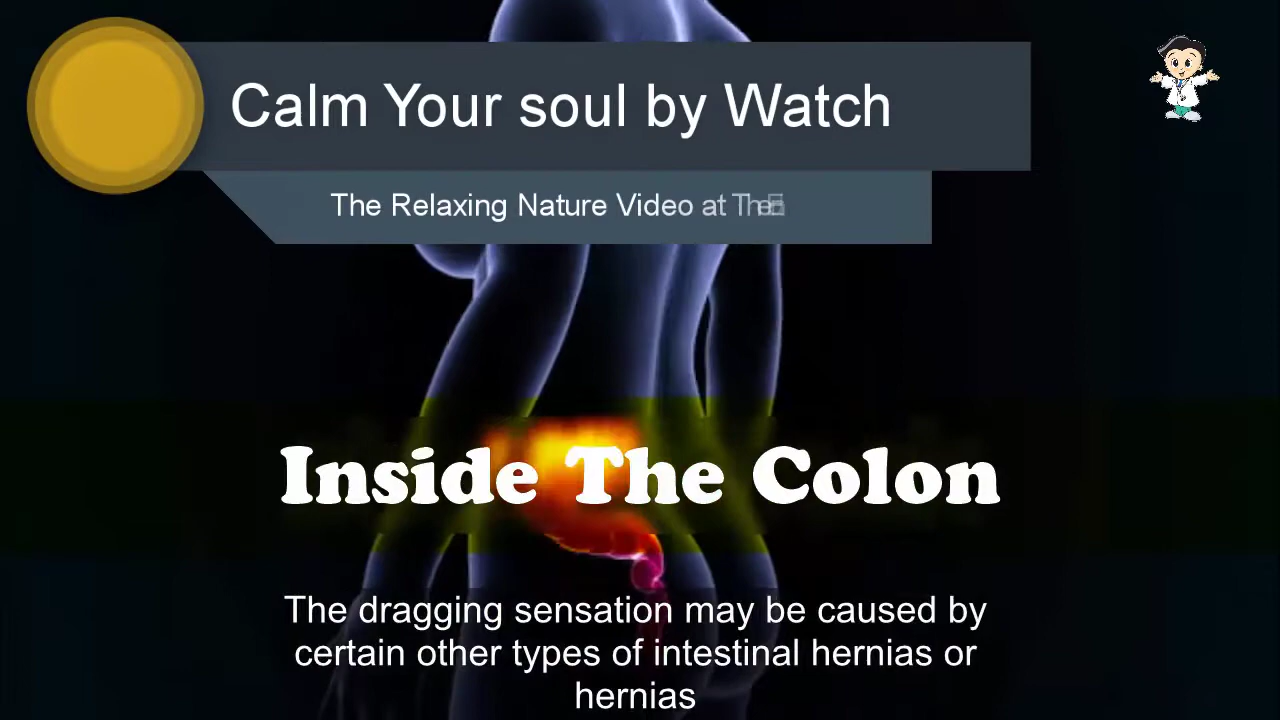 Calm Your soul by Watch
The Relaxing Nature Video at
Inside The Colon
The dragging sensation may be caused by
certain other types of intestinal hernias or
hernias